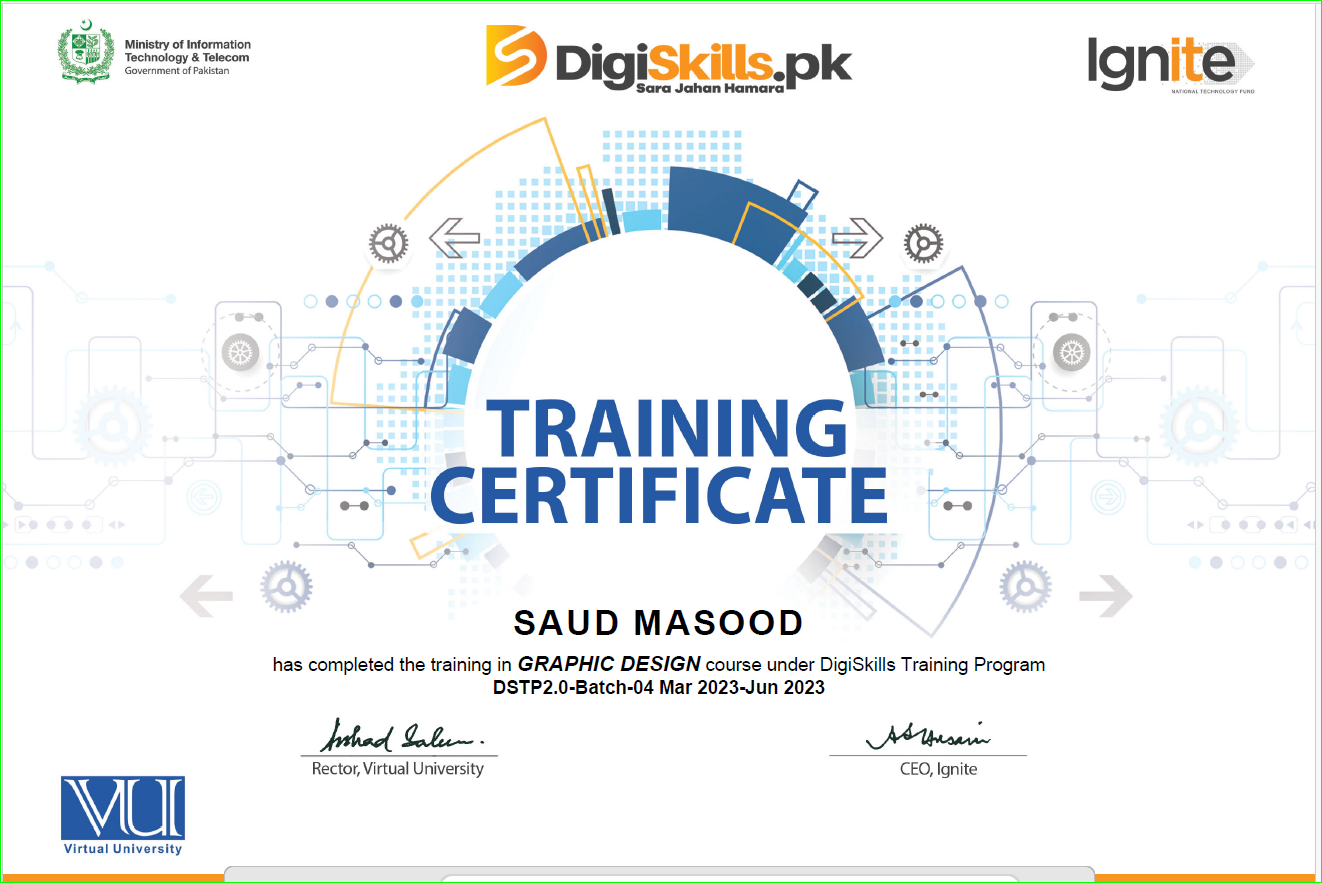 Ministry of Information
Technology & Telecom
Government of Pakistan
DigiSkills.pk
Sara Jahan Hamara
Ignite
NATIONAL TECHNOLOGY FUND
TRAINING
CERTIFICATE
SAUD MASOOD
has completed the training in GRAPHIC DESIGN course under DigiSkills Training Program
DSTP2.0-Batch-04 Mar 2023-Jun 2023
Rector, Virtual University
CEO, Ignite
VU
Virtual University